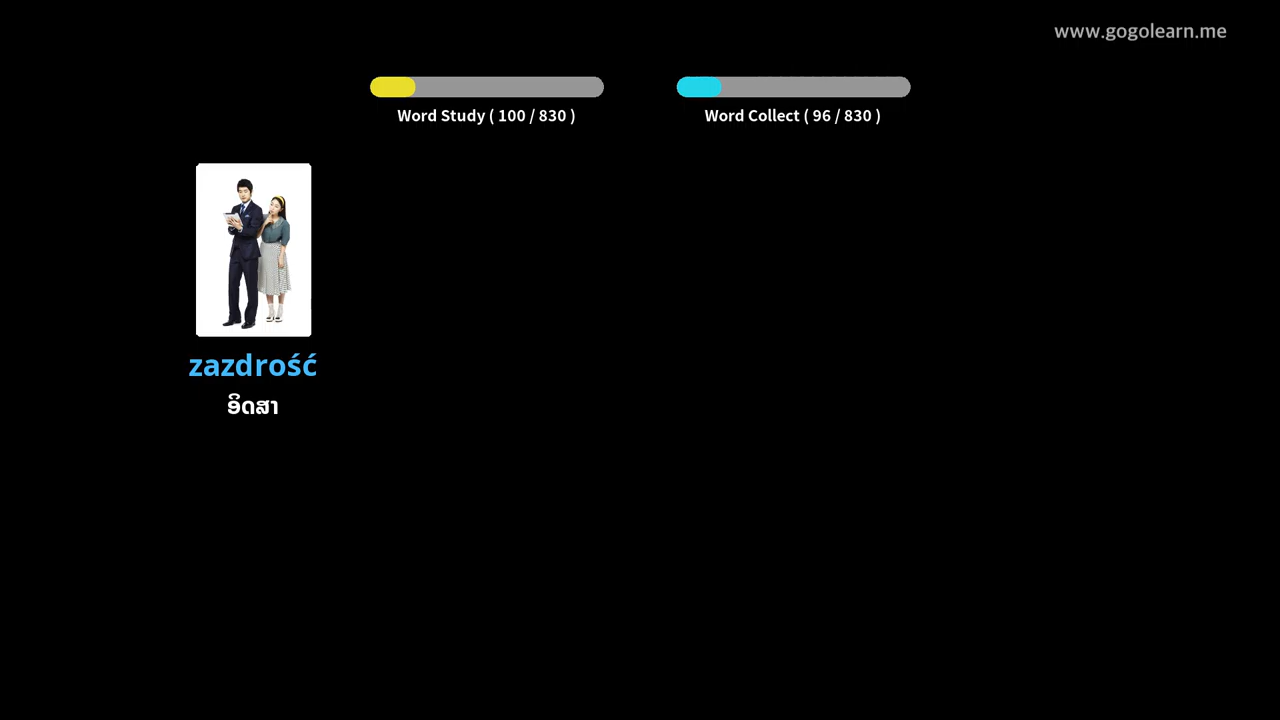 www.gogolearn.me
Word Study ( 100 / 830 )
Word Collect ( 96 / 830 )
zazdrość
ອິດສາ